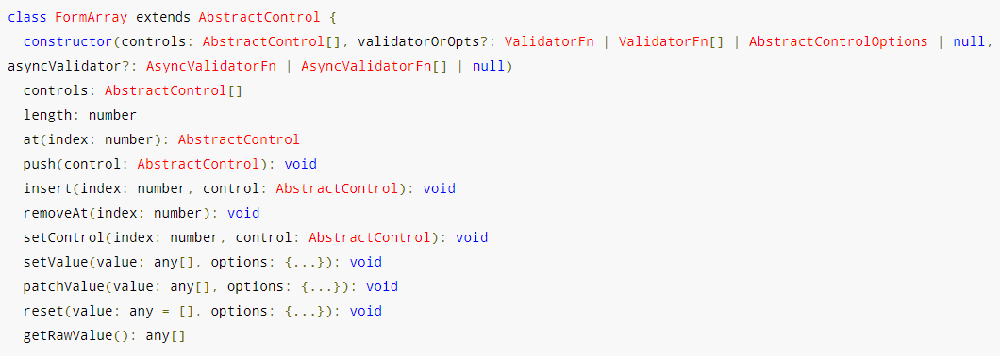 class FormArray extends AbstractControl {
constructor(controls: AbstractControl[], validatorOrOpts?: ValidatorFn | ValidatorFn[] | AbstractControlOptions | null,
asyncValidator?: AsyncValidatorFn | AsyncValidatorFn[] | null)
controls: AbstractControl[]
length: number
at(index: number): AbstractControl
push(control: AbstractControl): void
insert(index: number, control: AbstractControl): void
removeAt(index: number): void
setControl(index: number, control: AbstractControl): void
setValue(value: any[], options: {...}): void
patchValue(value: any[], options: {...}): void
reset(value: any = [], options: {...}): void
getRawValue(): any[]